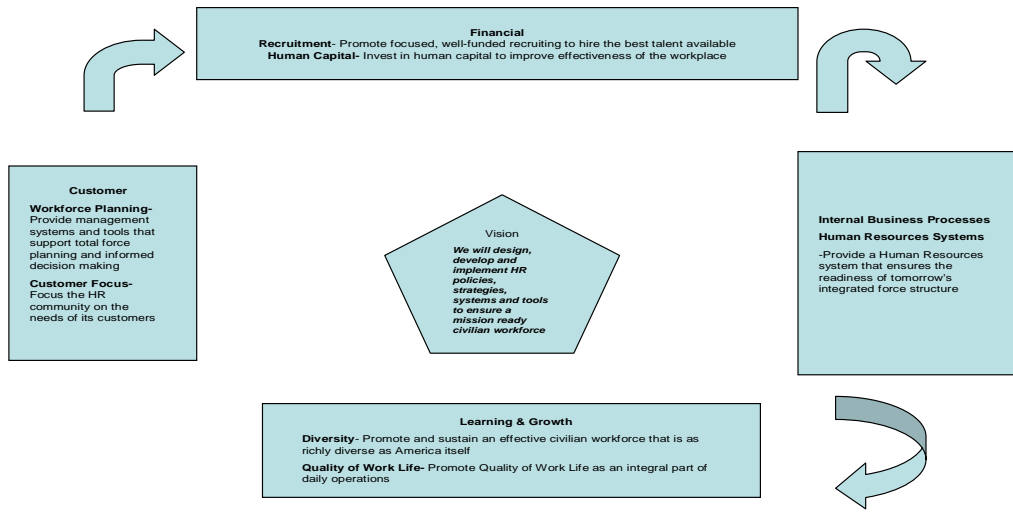 Financial
Recruitment- Promote focused, well-funded recruiting to hire the best talent available
Human Capital- Invest in human capital to improve effectiveness of the workplace
Customer
Workforce Planning-
Provide management
systems and tools that
support total force
planning and informed
decision making
Customer Focus-
Focus the HR
community on the
needs of its customers
Vision
We will design,
develop and
implement HR
policies,
strategies,
systems and tools
to ensure a
mission ready
civilian workforce
Internal Business Processes
Human Resources Systems
-Provide a Human Resources
system that ensures the
readiness of tomorrow's
integrated force structure
Learning & Growth
Diversity- Promote and sustain an effective civilian workforce that is as
richly diverse as America itself
Quality of Work Life- Promote Quality of Work Life as an integral part of
daily operations